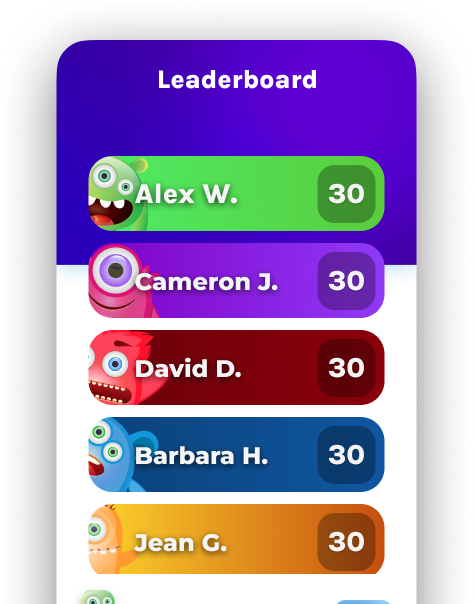 Leaderboard
Alex W. 30
Cameron J. 30
David D. 30
Barbara H. 30
Jean G. 30